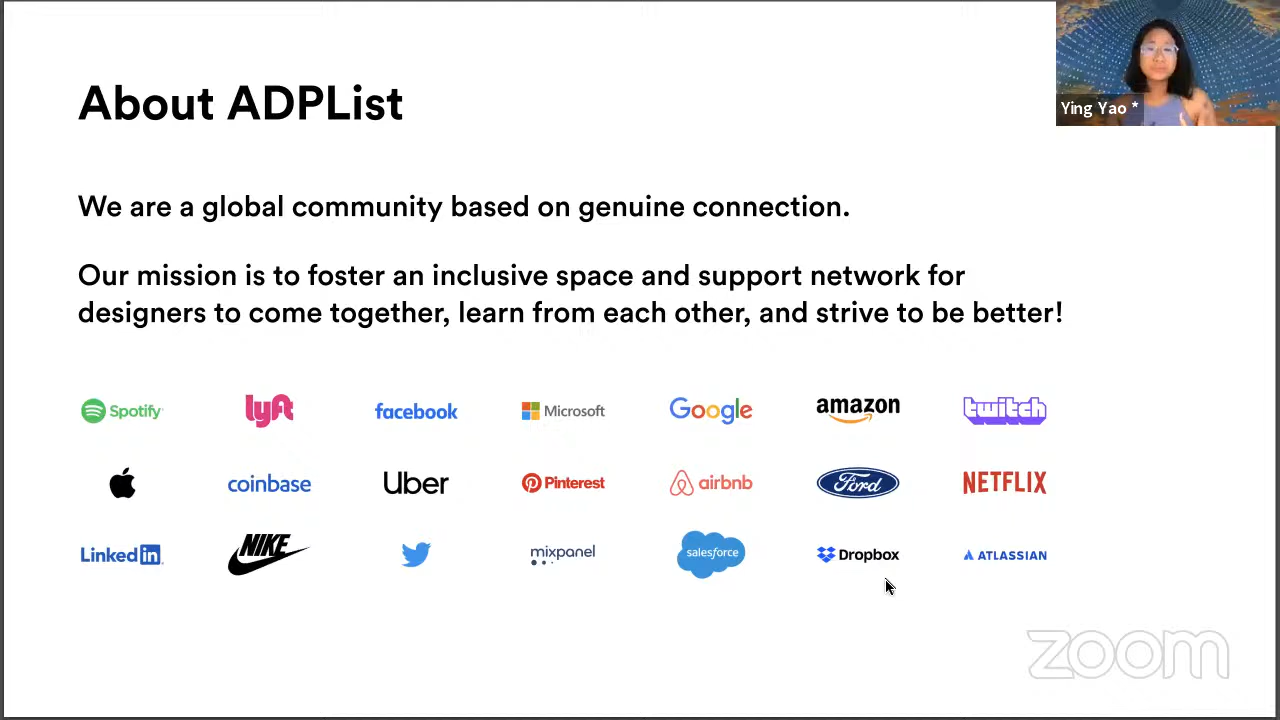 About ADPList
Ying Yao *
We are a global community based on genuine connection.
Our mission is to foster an inclusive space and support network for
designers to come together, learn from each other, and strive to be better!
Spotify lyft facebook Microsoft Google amazon twitch
coinbase Uber Pinterest airbnb Ford NETFLIX
Linked in NIKE mixpanel salesforce Dropbox ATLASSIAN
zoom